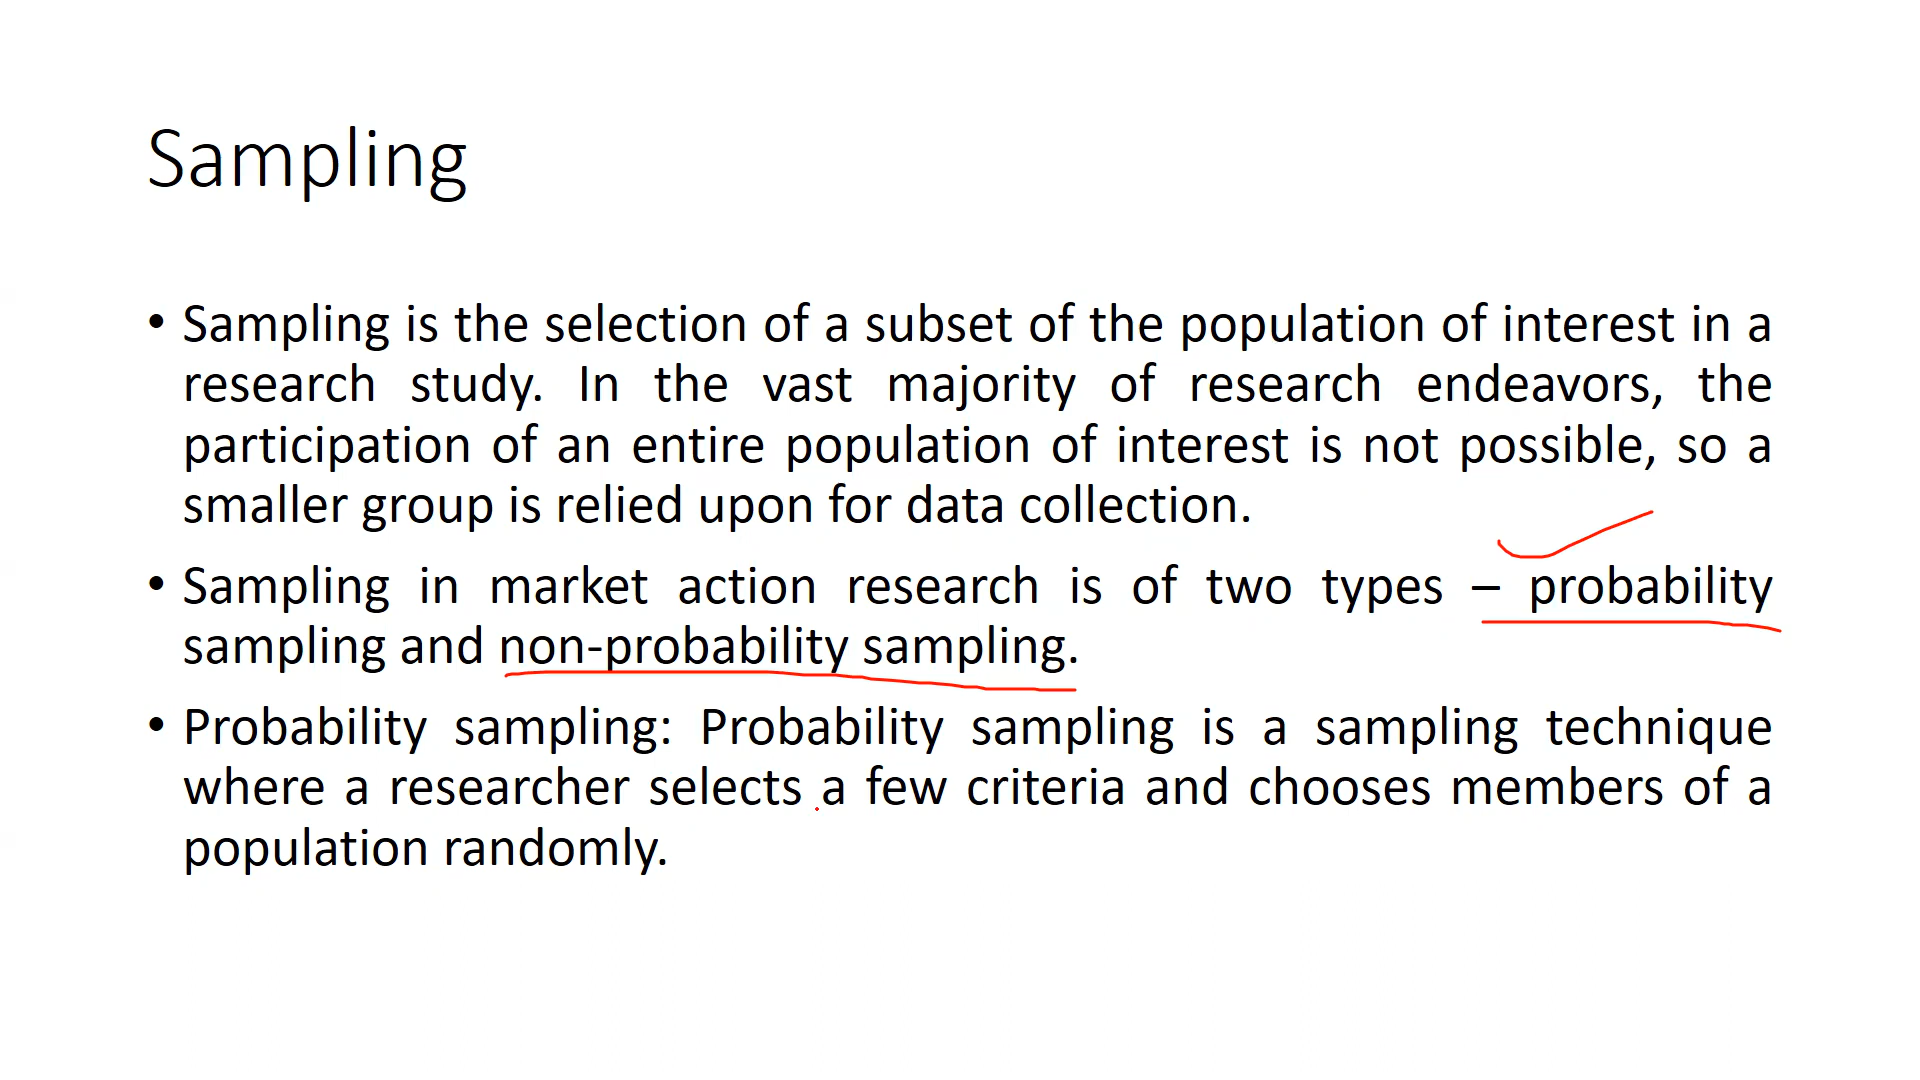 Sampling
• Sampling is the selection of a subset of the population of interest in a
research study. In the vast majority of research endeavors, the
participation of an entire population of interest is not possible, so a
smaller group is relied upon for data collection.
• Sampling in market action research is of two types – probability
sampling and non-probability sampling.
• Probability sampling: Probability sampling is a sampling technique
where a researcher selects a few criteria and chooses members of a
population randomly.